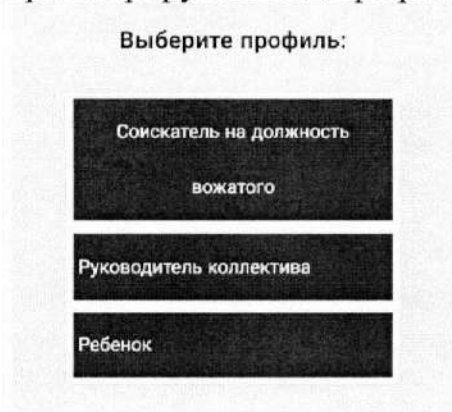 Выберите профиль:
Соискатель на должность
вожатого
Руководитель коллектива
Ребенок